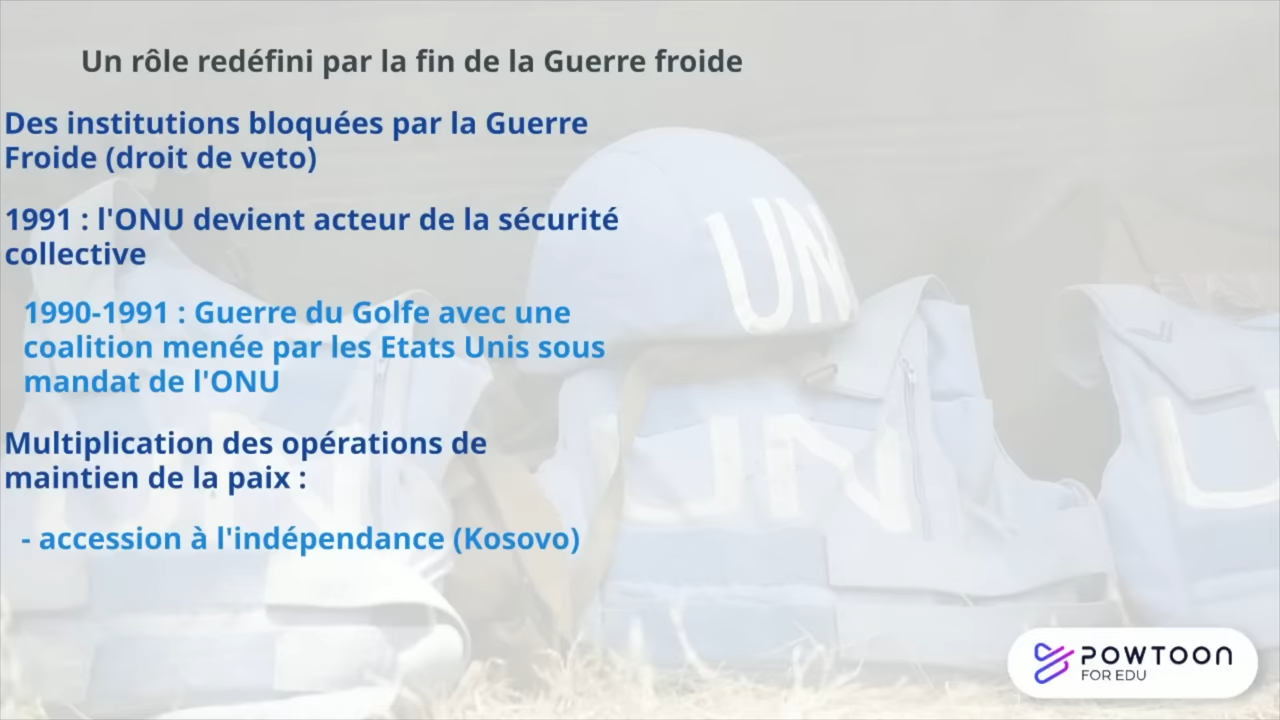 Un rôle redéfini par la fin de la Guerre froide
Des institutions bloquées par la Guerre
Froide (droit de veto)
1991 : l'ONU devient acteur de la sécurité
collective
1990-1991 : Guerre du Golfe avec une
coalition menée par les Etats Unis sous
mandat de l'ONU
Multiplication des opérations de
maintien de la paix :
- accession à l'indépendance (Kosovo)
UN
UN
UN
U
POWTOON
FOR EDU